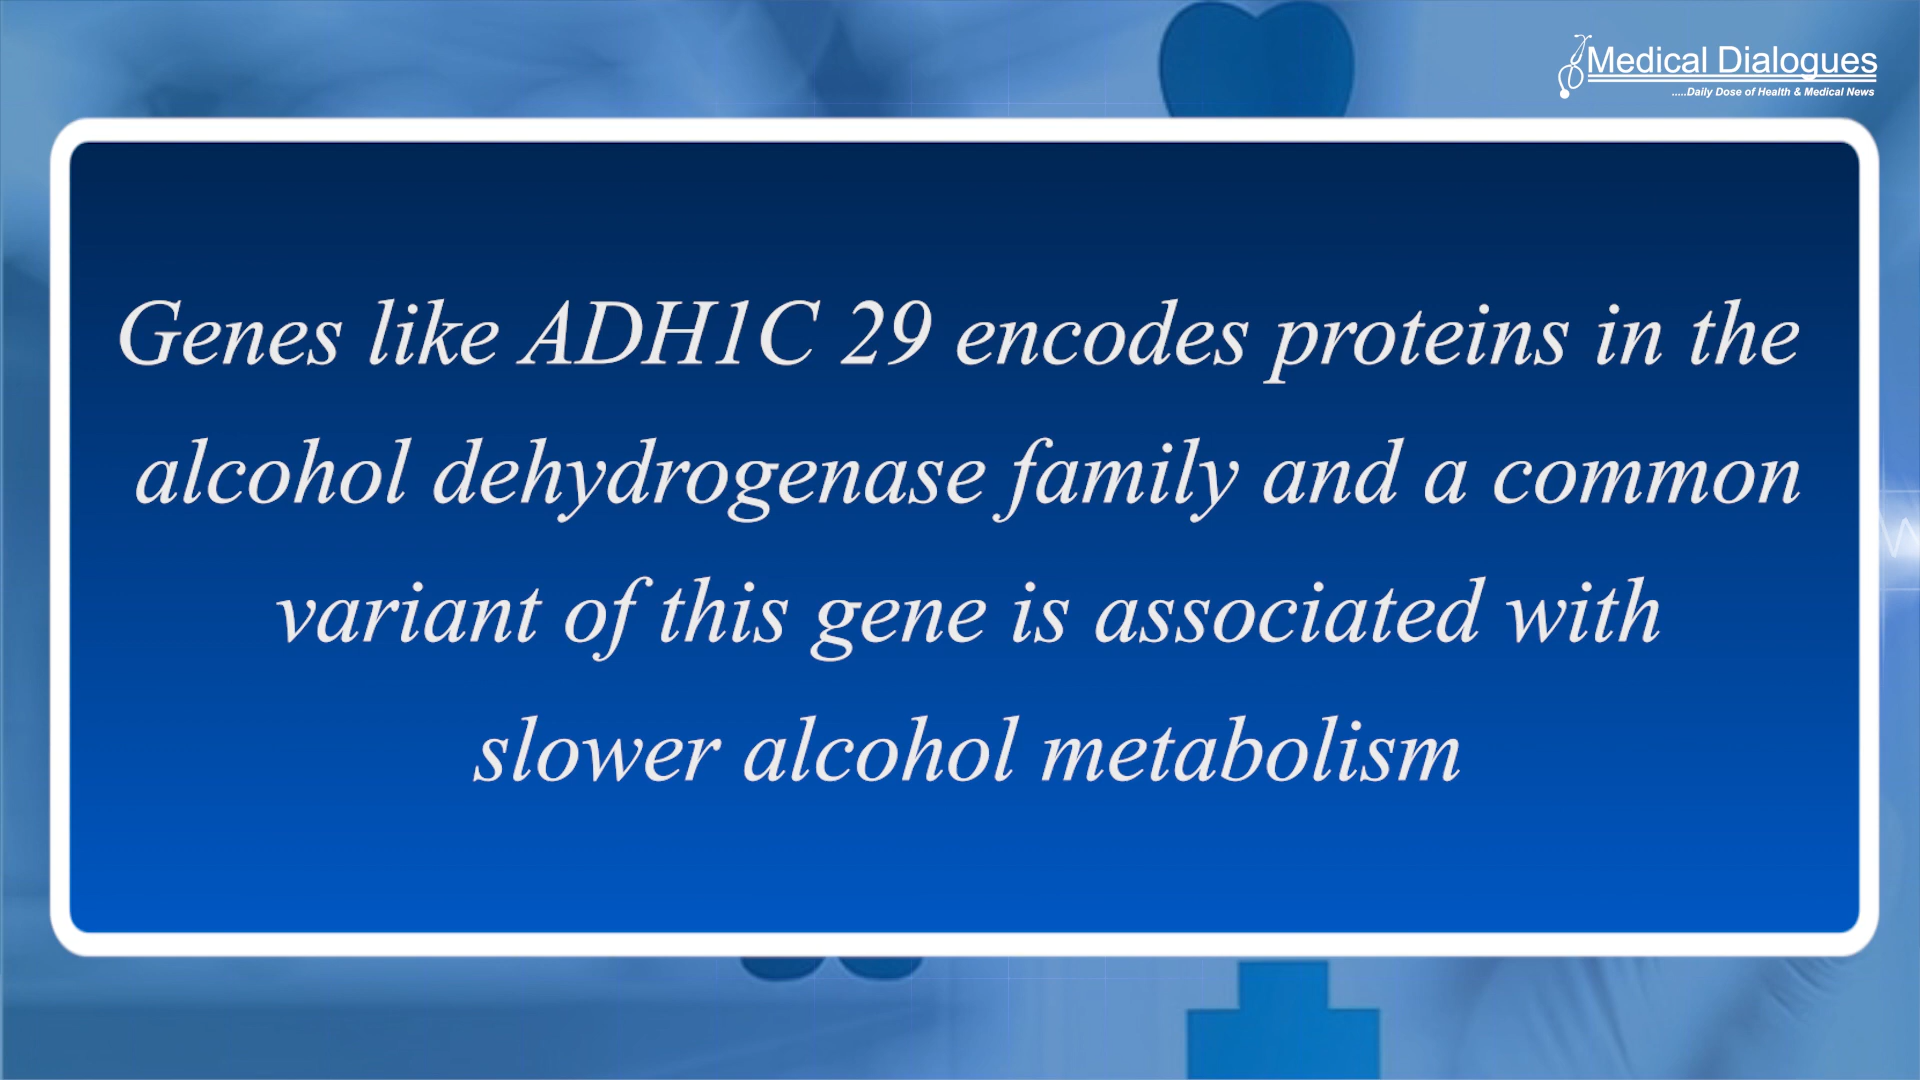 Medical Dialogues
.....Daily Dose of Health & Medical News
Genes like ADH1C 29 encodes proteins in the
alcohol dehydrogenase family and a common
variant of this gene is associated with
slower alcohol metabolism